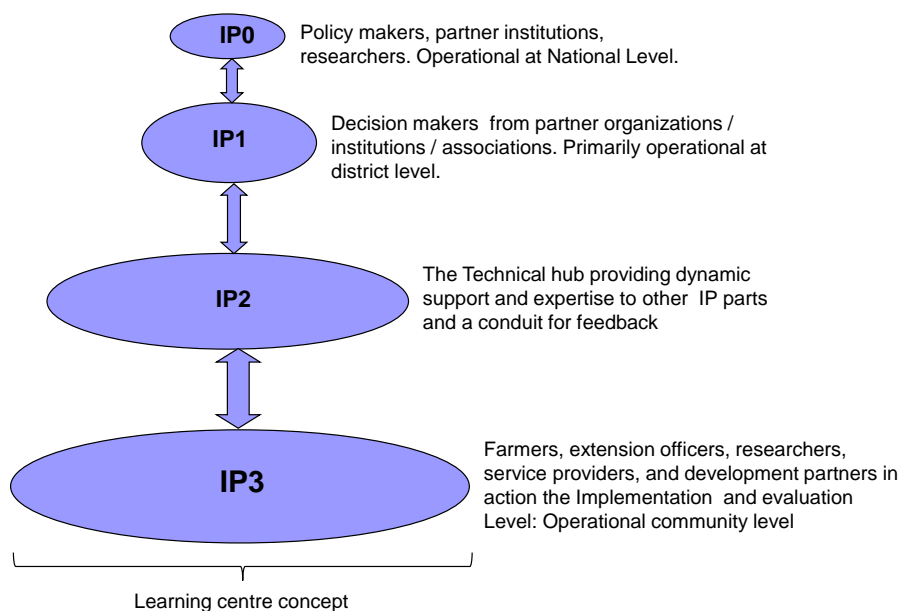 IP0
Policy makers, partner institutions,
researchers. Operational at National Level.
IP1
Decision makers from partner organizations /
institutions / associations. Primarily operational at
district level.
IP2
The Technical hub providing dynamic
support and expertise to other IP parts
and a conduit for feedback
IP3
Farmers, extension officers, researchers,
service providers, and development partners in
action the Implementation and evaluation
Level: Operational community level
Learning centre concept